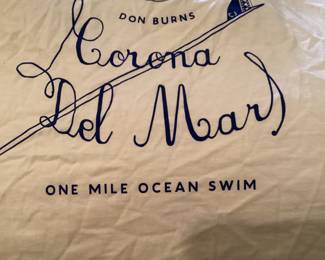 DON BURNS
Corona
Del Mar
ONE MILE OCEAN SWIM